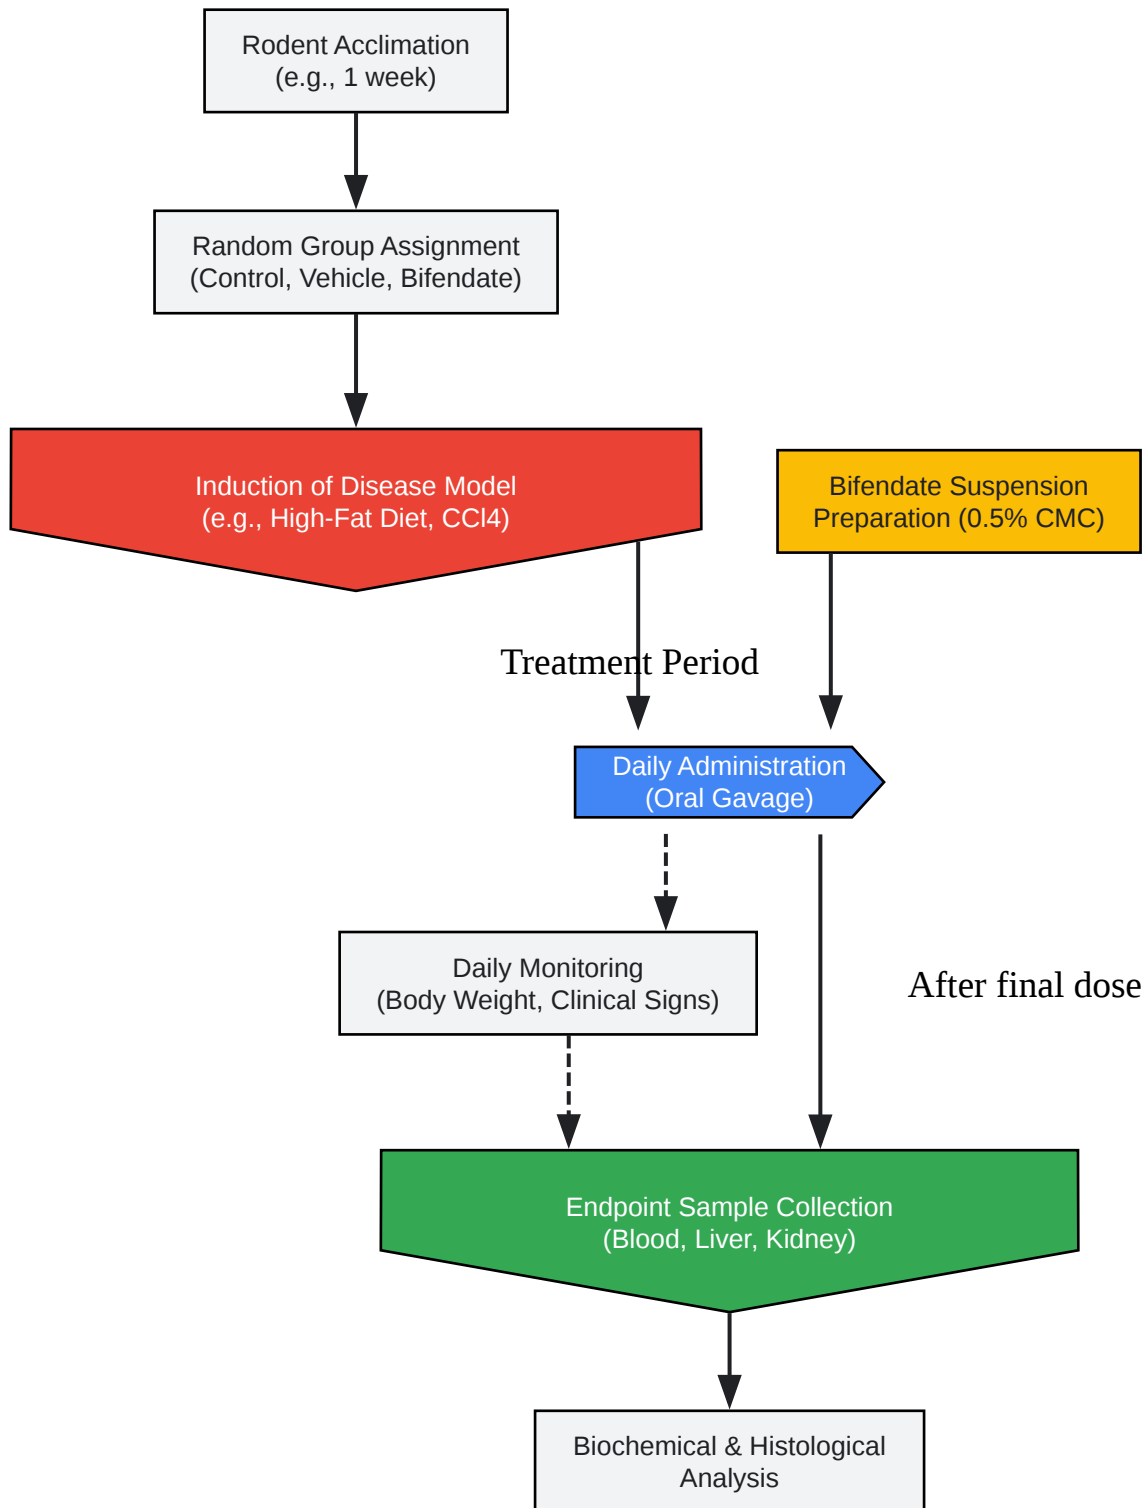 Rodent Acclimation
(e.g., 1 week)
Random Group Assignment
(Control, Vehicle, Bifendate)
Induction of Disease Model
(e.g., High-Fat Diet, CCl4)
Bifendate Suspension
Preparation (0.5% CMC)
Treatment Period
Daily Administration
(Oral Gavage)
Daily Monitoring
(Body Weight, Clinical Signs)
After final dose
Endpoint Sample Collection
(Blood, Liver, Kidney)
Biochemical & Histological
Analysis